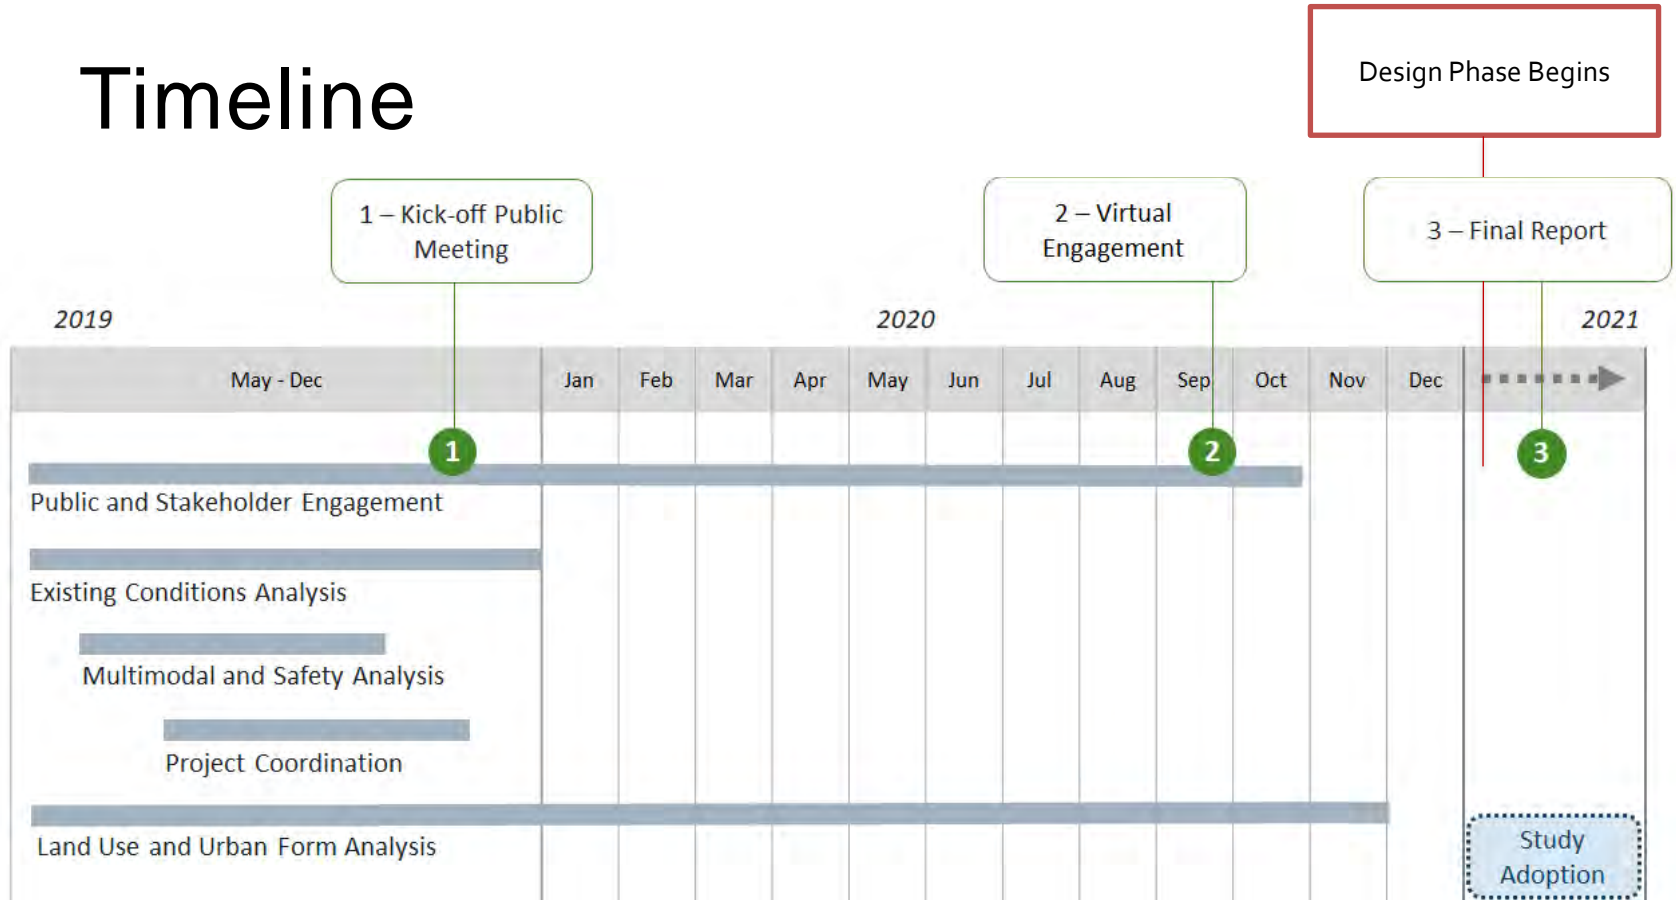 Timeline
Design Phase Begins
1 – Kick-off Public
Meeting
2 – Virtual
Engagement
3 – Final Report
2019
2020
2021
May - Dec
Jan
Feb
Mar
Apr
May
Jun
Jul
Aug
Sep
Oct
Nov
Dec
1
2
3
Public and Stakeholder Engagement
Existing Conditions Analysis
Multimodal and Safety Analysis
Project Coordination
Land Use and Urban Form Analysis
Study
Adoption